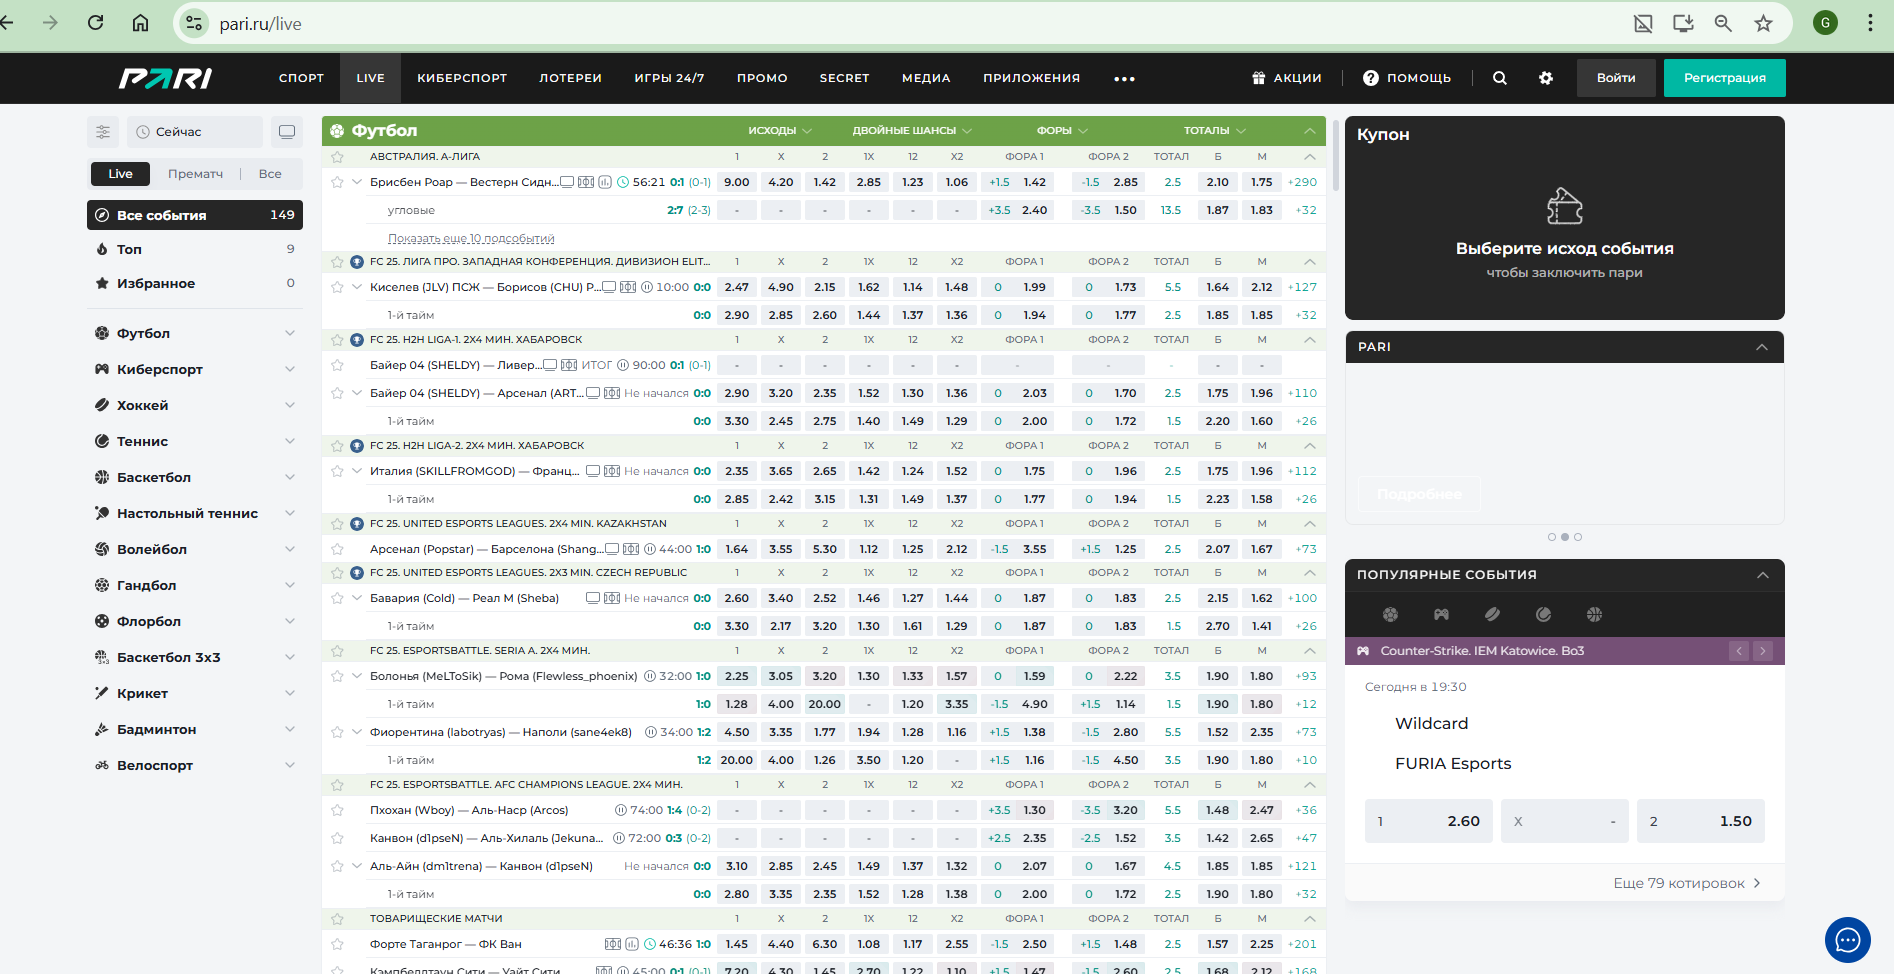 pari.ru/live
G
PARI СПОРТ LIVE КИБЕРСПОРТ ЛОТЕРЕИ ИГРЫ 24/7 ПРОМО SECRET МЕДИА ПРИЛОЖЕНИЯ ••• АКЦИИ ПОМОЩЬ Войти Регистрация
Сейчас
Live Прематч Все
Все события 149
Топ 9
Избранное 0
Футбол
Киберспорт
Хоккей
Теннис
Баскетбол
Настольный теннис
Волейбол
Гандбол
Флорбол
Баскетбол 3x3
Крикет
Бадминтон
Велоспорт
Футбол ИСХОДЫ ДВОЙНЫЕ ШАНСЫ ФОРЫ ТОТАЛЫ
АВСТРАЛИЯ. А-ЛИГА 1 X 2 1X 12 X2 ФОРА 1 ФОРА 2 ТОТАЛ Б М
Брисбен Роар — Вестерн Сидн... 56:21 0:1 (0-1) 9.00 4.20 1.42 2.85 1.23 1.06 +1.5 1.42 -1.5 2.85 2.5 2.10 1.75 +290
угловые 2:7 (2-3) - - - - - - +3.5 2.40 -3.5 1.50 13.5 1.87 1.83 +32
Показать еще 10 подсобытий
FC 25. ЛИГА ПРО. ЗАПАДНАЯ КОНФЕРЕНЦИЯ. ДИВИЗИОН ELIT... 1 X 2 1X 12 X2 ФОРА 1 ФОРА 2 ТОТАЛ Б М
Киселев (JLV) ПСЖ — Борисов (CHU) Р... 10:00 0:0 2.47 4.90 2.15 1.62 1.14 1.48 0 1.99 0 1.73 5.5 1.64 2.12 +127
1-й тайм 0:0 2.90 2.85 2.60 1.44 1.37 1.36 0 1.94 0 1.77 2.5 1.85 1.85 +32
FC 25. H2H LIGA-1. 2X4 МИН. ХАБАРОВСК 1 X 2 1X 12 X2 ФОРА 1 ФОРА 2 ТОТАЛ Б М
Байер 04 (SHELDY) — Ливер... ИТОГ 90:00 0:1 (0-1) - - - - - - - - - - -
Байер 04 (SHELDY) — Арсенал (ART... Не начался 0:0 2.90 3.20 2.35 1.52 1.30 1.36 0 2.03 0 1.70 2.5 1.75 1.96 +110
1-й тайм 0:0 3.30 2.45 2.75 1.40 1.49 1.29 0 2.00 0 1.72 1.5 2.20 1.60 +26
FC 25. H2H LIGA-2. 2X4 МИН. ХАБАРОВСК 1 X 2 1X 12 X2 ФОРА 1 ФОРА 2 ТОТАЛ Б М
Италия (SKILLFROMGOD) — Франц... Не начался 0:0 2.35 3.65 2.65 1.42 1.24 1.52 0 1.75 0 1.96 2.5 1.75 1.96 +112
1-й тайм 0:0 2.85 2.42 3.15 1.31 1.49 1.37 0 1.77 0 1.94 1.5 2.23 1.58 +26
FC 25. UNITED ESPORTS LEAGUES. 2X4 MIN. KAZAKHSTAN 1 X 2 1X 12 X2 ФОРА 1 ФОРА 2 ТОТАЛ Б М
Арсенал (Popstar) — Барселона (Shang... 44:00 1:0 1.64 3.55 5.30 1.12 1.25 2.12 -1.5 3.55 +1.5 1.25 2.5 2.07 1.67 +73
FC 25. UNITED ESPORTS LEAGUES. 2X3 MIN. CZECH REPUBLIC 1 X 2 1X 12 X2 ФОРА 1 ФОРА 2 ТОТАЛ Б М
Бавария (Cold) — Реал М (Sheba) Не начался 0:0 2.60 3.40 2.52 1.46 1.27 1.44 0 1.87 0 1.83 2.5 2.15 1.62 +100
1-й тайм 0:0 3.30 2.17 3.20 1.30 1.61 1.29 0 1.87 0 1.83 1.5 2.70 1.41 +26
FC 25. ESPORTSBATTLE. SERIA A. 2X4 МИН. 1 X 2 1X 12 X2 ФОРА 1 ФОРА 2 ТОТАЛ Б М
Болонья (MeLToSik) — Рома (Flewless_phoenix) 32:00 1:0 2.25 3.05 3.20 1.30 1.33 1.57 0 1.59 0 2.22 3.5 1.90 1.80 +93
1-й тайм 1:0 1.28 4.00 20.00 - 1.20 3.35 -1.5 4.90 +1.5 1.14 1.5 1.90 1.80 +12
Фиорентина (labotryas) — Наполи (sane4ek8) 34:00 1:2 4.50 3.35 1.77 1.94 1.28 1.16 +1.5 1.38 -1.5 2.80 5.5 1.52 2.35 +73
1-й тайм 1:2 20.00 4.00 1.26 3.50 1.20 - +1.5 1.16 -1.5 4.50 3.5 1.90 1.80 +10
FC 25. ESPORTSBATTLE. AFC CHAMPIONS LEAGUE. 2X4 МИН. 1 X 2 1X 12 X2 ФОРА 1 ФОРА 2 ТОТАЛ Б М
Пхохан (Wboy) — Аль-Наср (Arcos) 74:00 1:4 (0-2) - - - - - - +3.5 1.30 -3.5 3.20 5.5 1.48 2.47 +36
Канвон (d1pseN) — Аль-Хилаль (Jekuna... 72:00 0:3 (0-2) - - - - - - +2.5 2.35 -2.5 1.52 3.5 1.42 2.65 +47
Аль-Айн (dm1trena) — Канвон (d1pseN) Не начался 0:0 3.10 2.85 2.45 1.49 1.37 1.32 0 2.07 0 1.67 4.5 1.85 1.85 +121
1-й тайм 0:0 2.80 3.35 2.35 1.52 1.28 1.38 0 2.00 0 1.72 2.5 1.90 1.80 +32
ТОВАРИЩЕСКИЕ МАТЧИ 1 X 2 1X 12 X2 ФОРА 1 ФОРА 2 ТОТАЛ Б М
Форте Таганрог — ФК Ван 46:36 1:0 1.45 4.40 6.30 1.08 1.17 2.55 -1.5 2.50 +1.5 1.48 2.5 1.57 2.25 +201
Кэмпбеллтаун Сити — Уайт Сити 45:00 0:1 (0-1) 7.20 4.30 1.45 2.70 1.22 1.10 +1.5 1.47 -1.5 2.60 2.5 1.68 2.12 +168
Купон
Выберите исход события
чтобы заключить пари
PARI
Подробнее
ПОПУЛЯРНЫЕ СОБЫТИЯ
Counter-Strike. IEM Katowice. Bo3
Сегодня в 19:30
Wildcard
FURIA Esports
1 2.60 X - 2 1.50
Еще 79 котировок